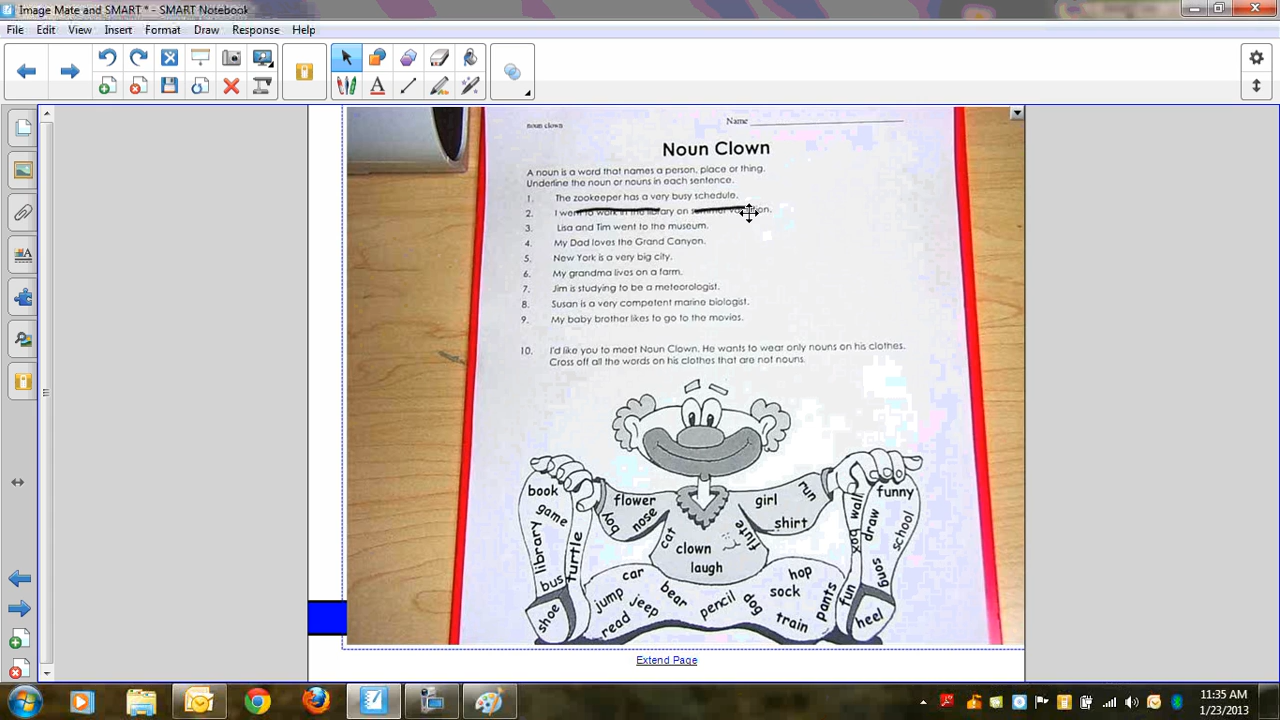 Image Mate and SMART * - SMART Notebook
File Edit View Insert Format Draw Response Help
noun clown
Name
Noun Clown
A noun is a word that names a person, place or thing.
Underline the noun or nouns in each sentence.
1. The zookeeper has a very busy schedule.
2. I went to work in the library on summer vacation.
3. Lisa and Tim went to the museum.
4. My Dad loves the Grand Canyon.
5. New York is a very big city.
6. My grandma lives on a farm.
7. Jim is studying to be a meteorologist.
8. Susan is a very competent marine biologist.
9. My baby brother likes to go to the movies.
10. I'd like you to meet Noun Clown. He wants to wear only nouns on his clothes.
Cross off all the words on his clothes that are not nouns.
book
game
library
turtle
bus
shoe
flower
boy
nose
girl
run
shirt
cat
flute
clown
laugh
wall
box
funny
draw
school
song
fun
heel
car
jump
jeep
read
bear
pencil
dog
hop
sock
train
pants
Extend Page
11:35 AM
1/23/2013